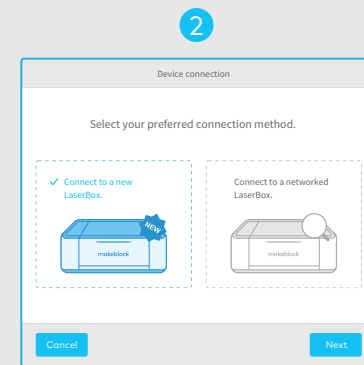 2
Device connection
Select your preferred connection method.
Connect to a new
LaserBox.
NEW
makeblock
Connect to a networked
LaserBox.
makeblock
Cancel
Next